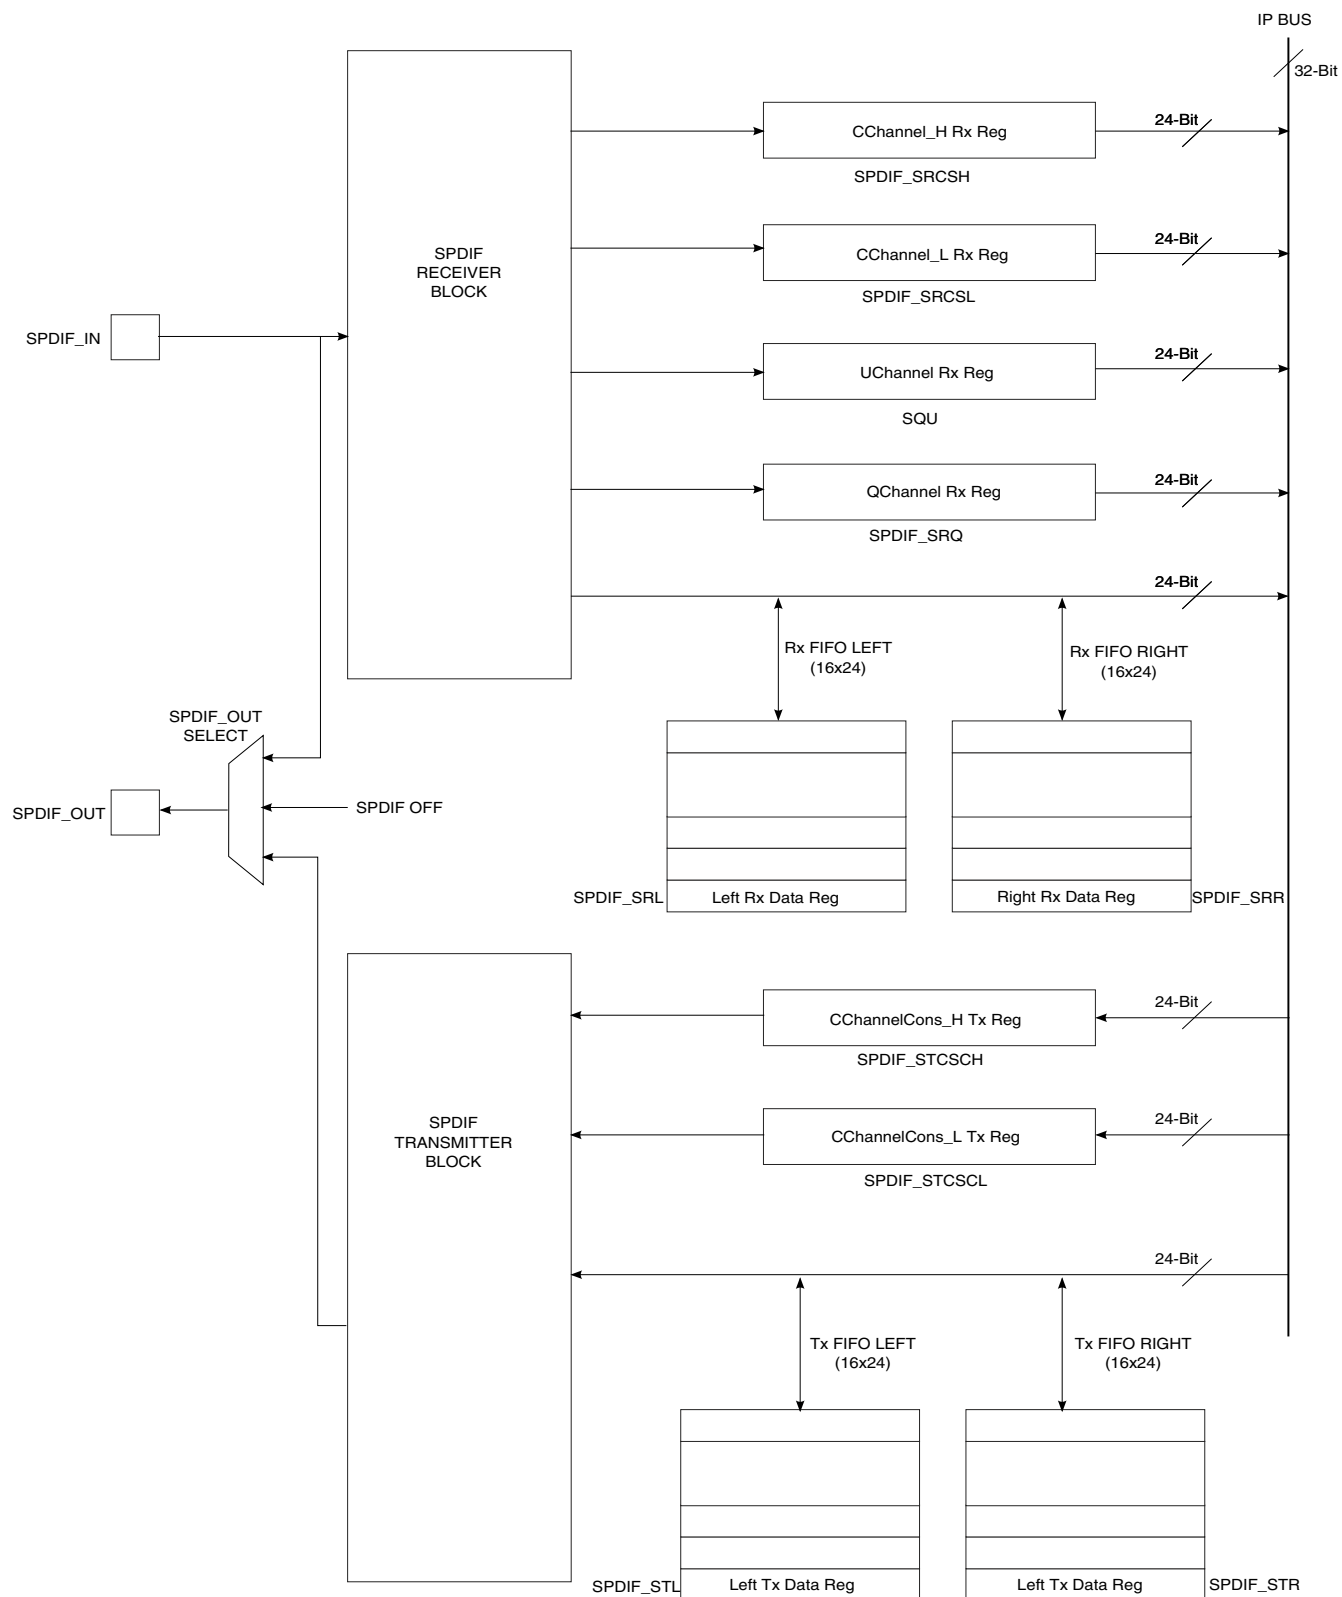 IP BUS
32-Bit
CChannel_H Rx Reg
24-Bit
SPDIF_SRCSH
SPDIF
RECEIVER
BLOCK
CChannel_L Rx Reg
24-Bit
SPDIF_SRCSL
SPDIF_IN
UChannel Rx Reg
24-Bit
SQU
QChannel Rx Reg
24-Bit
SPDIF_SRQ
24-Bit
Rx FIFO LEFT
(16x24)
Rx FIFO RIGHT
(16x24)
SPDIF_OUT
SELECT
SPDIF_OUT
SPDIF OFF
SPDIF_SRL
Left Rx Data Reg
Right Rx Data Reg
SPDIF_SRR
CChannelCons_H Tx Reg
24-Bit
SPDIF_STCSCH
SPDIF
TRANSMITTER
BLOCK
CChannelCons_L Tx Reg
24-Bit
SPDIF_STCSCL
24-Bit
Tx FIFO LEFT
(16x24)
Tx FIFO RIGHT
(16x24)
SPDIF_STL
Left Tx Data Reg
Left Tx Data Reg
SPDIF_STR